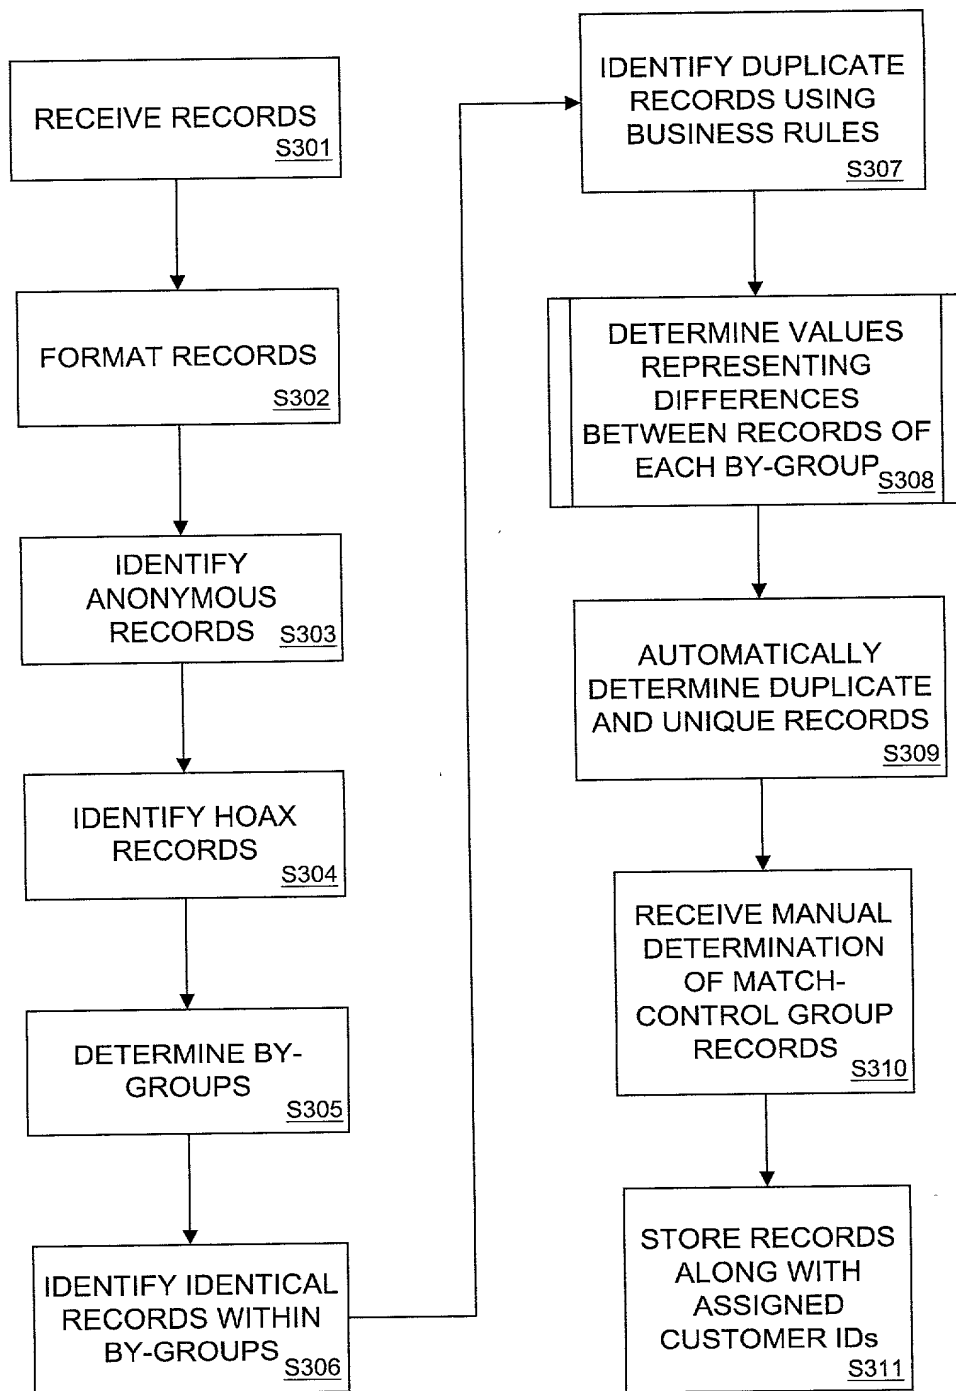 RECEIVE RECORDS
S301
FORMAT RECORDS
S302
IDENTIFY
ANONYMOUS
RECORDS
S303
IDENTIFY HOAX
RECORDS
S304
DETERMINE BY-
GROUPS
S305
IDENTIFY IDENTICAL
RECORDS WITHIN
BY-GROUPS
S306
IDENTIFY DUPLICATE
RECORDS USING
BUSINESS RULES
S307
DETERMINE VALUES
REPRESENTING
DIFFERENCES
BETWEEN RECORDS OF
EACH BY-GROUP
S308
AUTOMATICALLY
DETERMINE DUPLICATE
AND UNIQUE RECORDS
S309
RECEIVE MANUAL
DETERMINATION
OF MATCH-
CONTROL GROUP
RECORDS
S310
STORE RECORDS
ALONG WITH
ASSIGNED
CUSTOMER IDs
S311